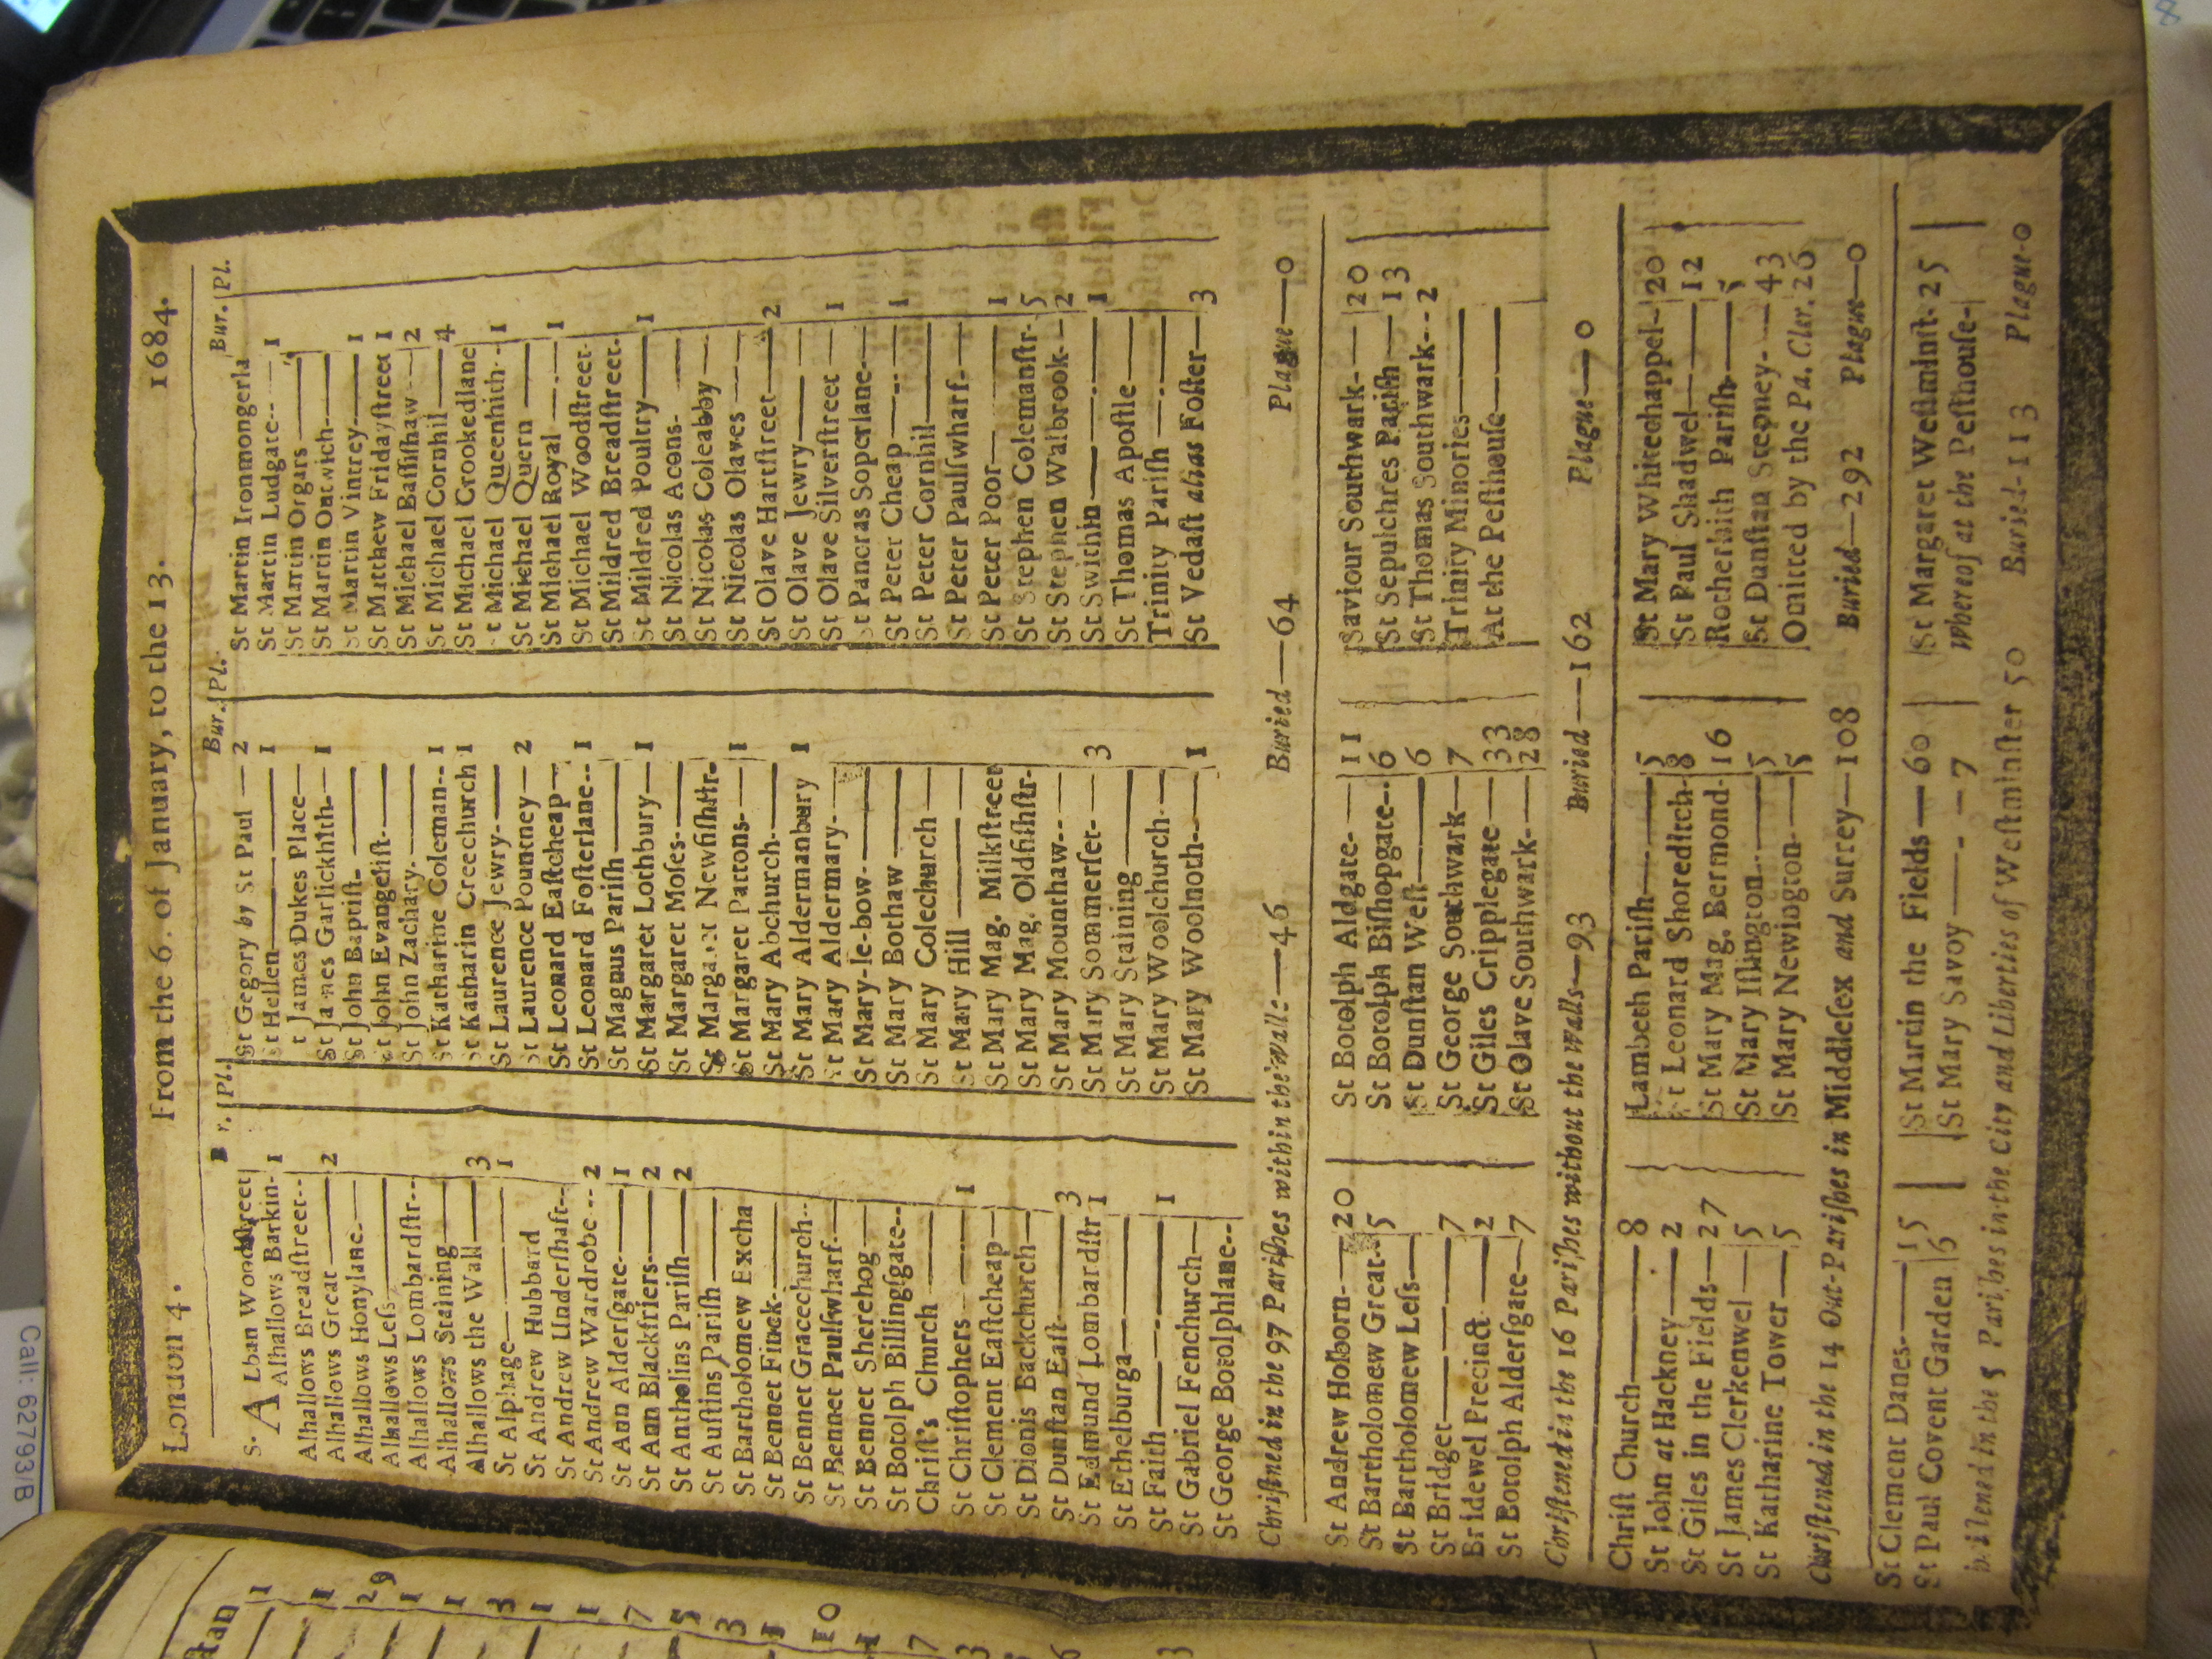 London 4. From the 6. of January, to the 13. 1684.
Bur. Pl.
S. ALban Woodſtreet
Alhallows Barkin- 1
Alhallows Breadſtreet--
Alhallows Great — 2
Alhallows Honylane-—
Alhallows Leſs——
Alhallows Lombardſtr--
Alhallows Staining——
Alhallows the Wall — 3
St Alphage—— 1
St Andrew Hubbard
St Andrew Underſhaft--
St Andrew Wardrobe-- 2
St Ann Alderſgate-— 1
St Ann Blackfriers-— 2
St Antholins Pariſh — 2
St Auſtins Pariſh ——
St Bartholomew Excha
St Bennet Finck-——
St Bennet Gracechurch--
St Bennet Paulſwharf-—
St Bennet Sherehog——
St Botolph Billingſgate--
Chriſt's Church ——
St Chriſtophers —— 1
St Clement Eaſtcheap—
St Dionis Backchurch—
St Dunſtan Eaſt —— 3
St Edmund Lombardſtr 1
St Ethelburga———
St Faith——— 1
St Gabriel Fenchurch—
St George Botolphlane--
Bur. Pl.
St Gegory by St Paul — 2
St Hellen——— 1
t James Dukes Place—
St James Garlickhith-— 1
St John Baptiſt-——
St John Evangeliſt-——
St John Zachary-——
St Katharine Coleman-- 1
St Katharin Creechurch 1
St Laurence Jewry-——
St Laurence Pountney— 2
St Leonard Eaſtcheap—
St Leonard Foſterlane-- 1
St Magnus Pariſh ——
St Margaret Lothbury— 1
St Margaret Moſes-——
St Margaret Newfiſhſtr-
St Margaret Pattons-— 1
St Mary Abchurch-——
St Mary Aldermanbury 1
St Mary Aldermary-—
St Mary-le-bow-——
St Mary Bothaw ——
St Mary Colechurch —
St Mary Hill ———
St Mary Mag. Milkſtreet
St Mary Mag. Oldfiſhſtr-
St Mary Mounthaw-—
St Mary Sommerſet-— 3
St Mary Staining ——
St Mary Woolchurch-—
St Mary Woolnoth-— 1
Bur. Pl.
St Martin Ironmongerla
St Martin Ludgate-- 1
St Martin Orgars ——
St Martin Outwich-—
St Martin Vintrey-— 1
St Matthew Fridayſtreet 1
St Michael Baſſiſhaw — 2
St Michael Cornhil — 4
St Michael Crookedlane
t Michael Queenhith-- 1
St Michael Quern ——
St Michael Royal — 1
St Michael Woodſtreet-
St Mildred Breadſtreet-
St Mildred Poultry— 1
St Nicolas Acons-——
St Nicolas Coleabby —
St Nicolas Olaves ——
St Olave Hartſtreet— 2
St Olave Jewry——
St Olave Silverſtreet — 1
St Pancras Soperlane-—
St Peter Cheap—— 1
St Peter Cornhil——
St Peter Paulſwharf-—
St Peter Poor—— 1
St Stephen Colemanſtr- 5
St Stephen Walbrook-— 2
St Swithin —— 1
St Thomas Apoſtle ——
Trinity Pariſh ——
St Vedaſt alias Foſter— 3
Chriſtned in the 97 Pariſhes within the Walls—46 Buried—64 Plague—0
St Andrew Holborn-— 20
St Bartholomew Great-- 5
St Bartholomew Leſs—
St Bridget——— 7
Bridewel Precinct — 2
St Botolph Alderſgate— 7
St Botolph Aldgate-— 11
St Botolph Biſhopgate-- 6
St Dunſtan Weſt—— 6
St George Southwark— 7
St Giles Cripplegate— 33
St Olave Southwark-— 28
Saviour Southwark-— 20
St Sepulchres Pariſh— 13
St Thomas Southwark-- 2
Trinity Minories——
At the Peſthouſe——
Chriſtened in the 16 Pariſhes without the Walls—93 Buried—162 Plague—0
Chriſt Church—— 8
St John at Hackney— 2
St Giles in the Fields— 27
St James Clerkenwel— 5
St Katharine Tower— 5
Lambeth Pariſh—— 5
t Leonard Shoreditch- 8
St Mary Mag. Bermond- 16
St Mary Iſlington-— 5
St Mary Newington-— 5
St Mary Whitechappel- 20
St Paul Shadwel—— 12
Rotherhith Pariſh-— 5
St Dunſtan Stepney-— 43
Omitted by the Pa. Cler. 26
Chriſtened in the 14 Out-Pariſhes in Middleſex and Surrey—108 Buried—292 Plague—0
St Clement Danes-— 15
St Paul Covent Garden 6
St Martin the Fields — 60
St Mary Savoy —— 7
St Margaret Weſtminſt- 25
Whereof at the Peſthouſe-
in the 5 Pariſhes in the City and Liberties of Weſtminſter 50 Buried-113 Plague-0
Call: 62793/B
ſtan
1
1
29
1
1
3
1
1
7
5
3
1
10
1
7
3
6
3